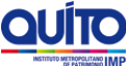 QUITO
INSTITUTO METROPOLITANO
DE PATRIMONIO IMP